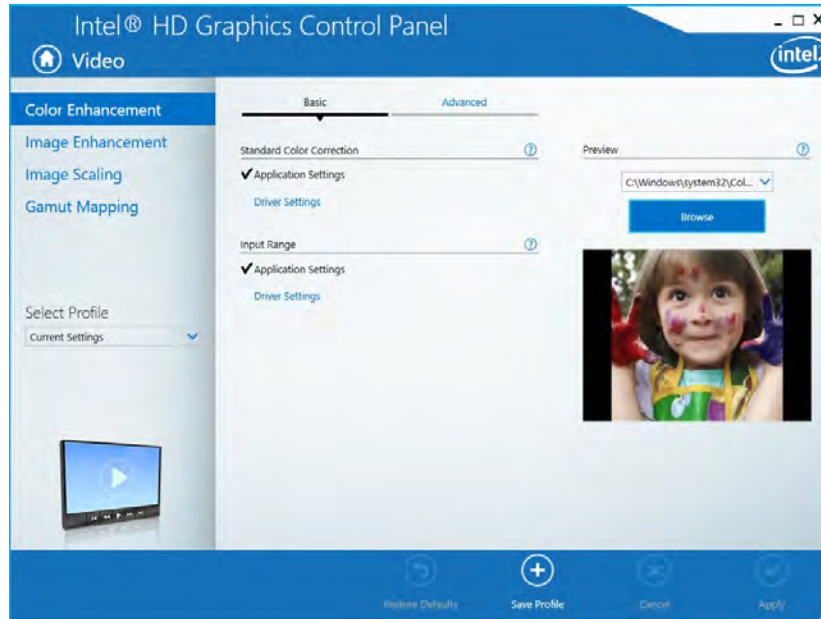 Intel® HD Graphics Control Panel
Video
intel
Color Enhancement
Image Enhancement
Image Scaling
Gamut Mapping
Select Profile
Current Settings
Basic
Advanced
Standard Color Correction
?
Application Settings
Driver Settings
Input Range
?
Application Settings
Driver Settings
Preview
?
C:\Windows\system32\Col...
Browse
Restore Defaults
Save Profile
Cancel
Apply